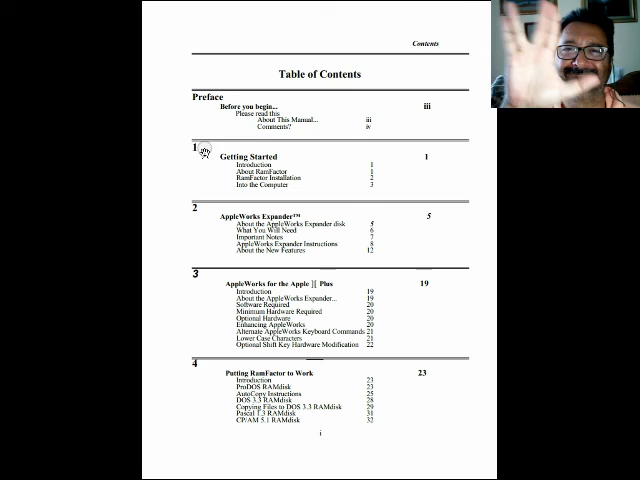 Contents
Table of Contents
Preface
Before you begin... iii
Please read this
About This Manual... iii
Comments? iv
1
Getting Started 1
Introduction 1
About RamFactor 1
RamFactor Installation 2
Into the Computer 3
2
AppleWorks Expander™ 5
About the AppleWorks Expander disk 5
What You Will Need 6
Important Notes 7
AppleWorks Expander Instructions 8
About the New Features 12
3
AppleWorks for the Apple ][ Plus 19
Introduction 19
About the AppleWorks Expander... 19
Software Required 20
Minimum Hardware Required 20
Optional Hardware 20
Enhancing AppleWorks 20
Alternate AppleWorks Keyboard Commands 21
Lower Case Characters 21
Optional Shift Key Hardware Modification 22
4
Putting RamFactor to Work 23
Introduction 23
ProDOS RAMdisk 23
AutoCopy Instructions 25
DOS 3.3 RAMdisk 28
Copying Files to DOS 3.3 RAMdisk 29
Pascal 1.3 RAMdisk 31
CP/AM 5.1 RAMdisk 32
i